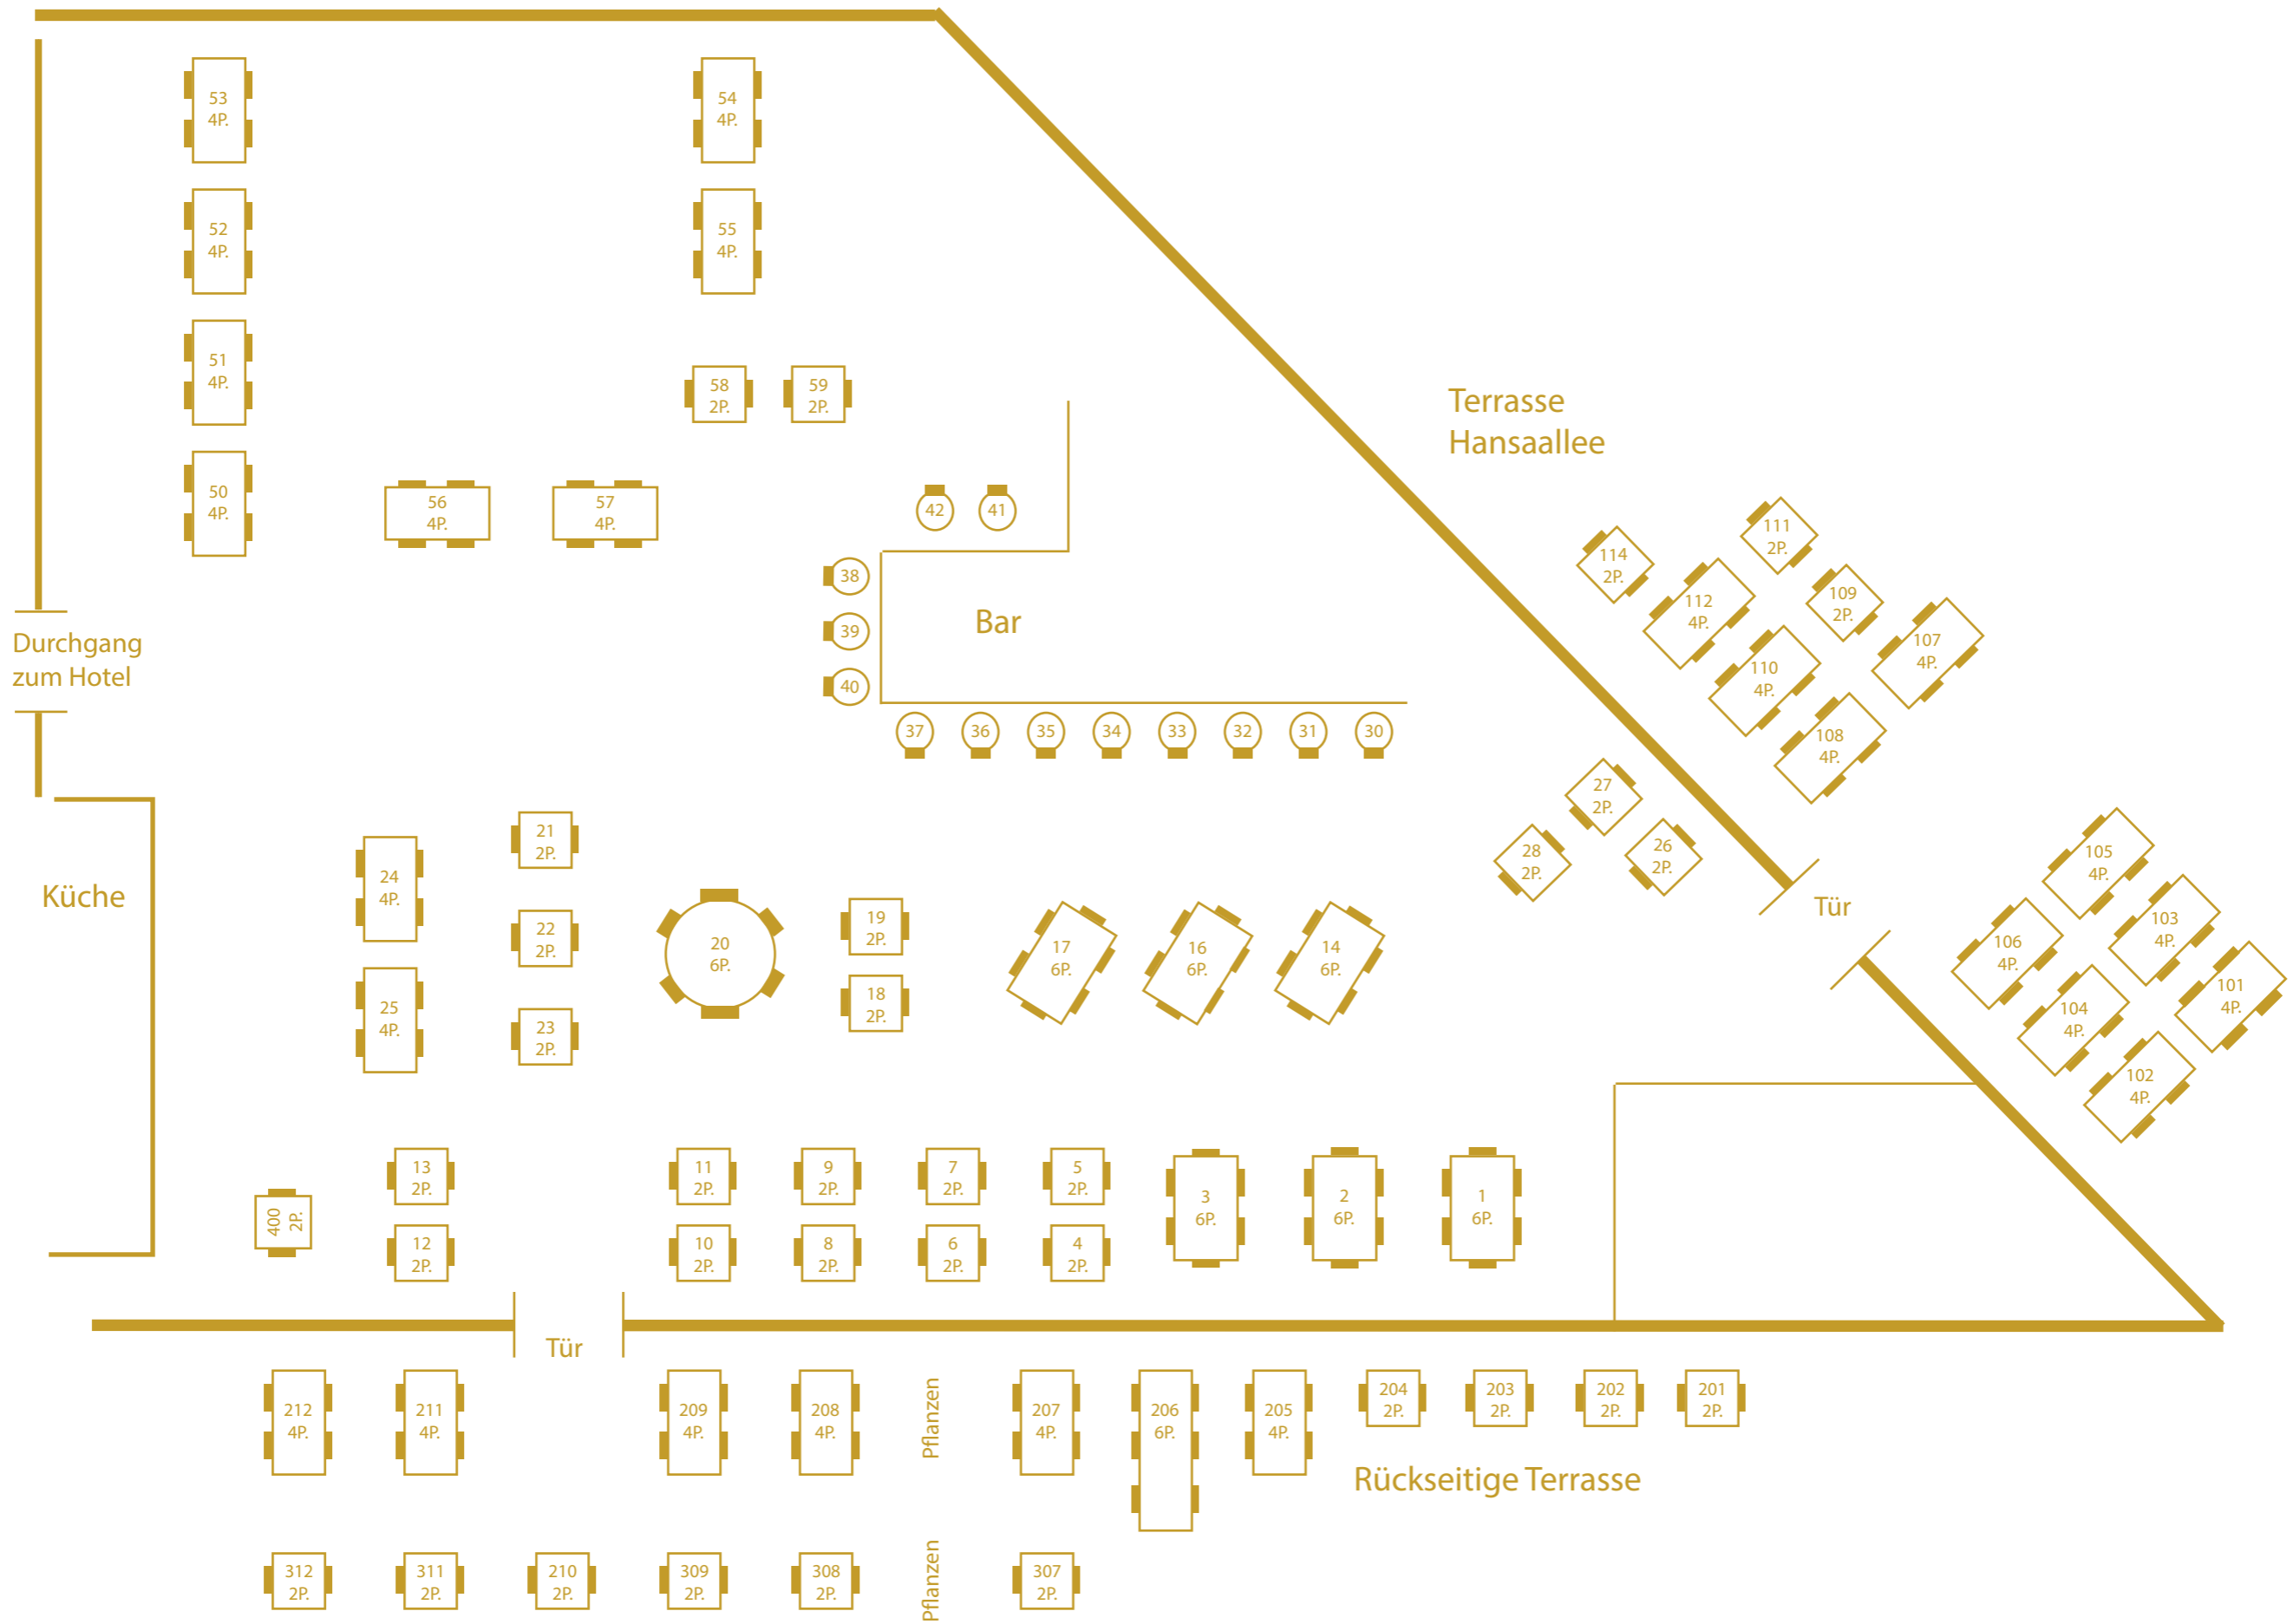 53
4P.
54
4P.
52
4P.
55
4P.
51
4P.
58
2P.
59
2P.
Terrasse
Hansaallee
50
4P.
56
4P.
57
4P.
42
41
111
2P.
114
2P.
38
109
2P.
112
4P.
39
Bar
107
4P.
Durchgang
zum Hotel
110
4P.
40
37
36
35
34
33
32
31
30
108
4P.
27
2P.
21
2P.
28
2P.
26
2P.
105
4P.
24
4P.
Küche
Tür
22
2P.
20
6P.
19
2P.
17
6P.
16
6P.
14
6P.
103
4P.
106
4P.
101
4P.
25
4P.
23
2P.
18
2P.
104
4P.
102
4P.
13
2P.
11
2P.
9
2P.
7
2P.
5
2P.
3
6P.
2
6P.
1
6P.
400
2P.
12
2P.
10
2P.
8
2P.
6
2P.
4
2P.
Tür
212
4P.
211
4P.
209
4P.
208
4P.
Pflanzen
207
4P.
206
6P.
205
4P.
204
2P.
203
2P.
202
2P.
201
2P.
Rückseitige Terrasse
312
2P.
311
2P.
210
2P.
309
2P.
308
2P.
Pflanzen
307
2P.